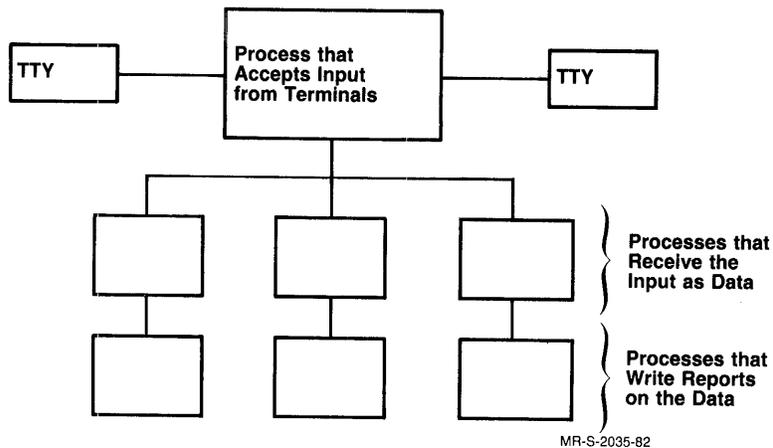 TTY
Process that
Accepts Input
from Terminals
TTY
Processes that
Receive the
Input as Data
Processes that
Write Reports
on the Data
MR-S-2035-82